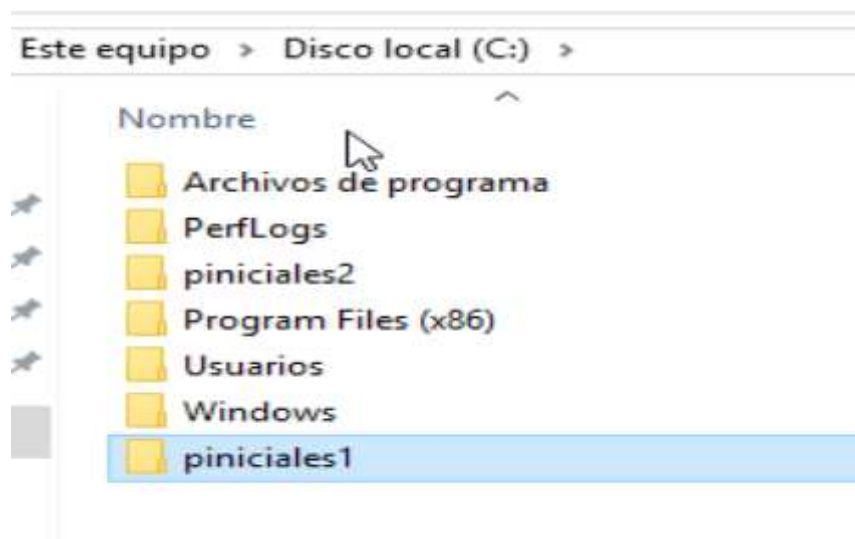 Este equipo > Disco local (C:) >
Nombre
Archivos de programa
PerfLogs
piniciales2
Program Files (x86)
Usuarios
Windows
piniciales1